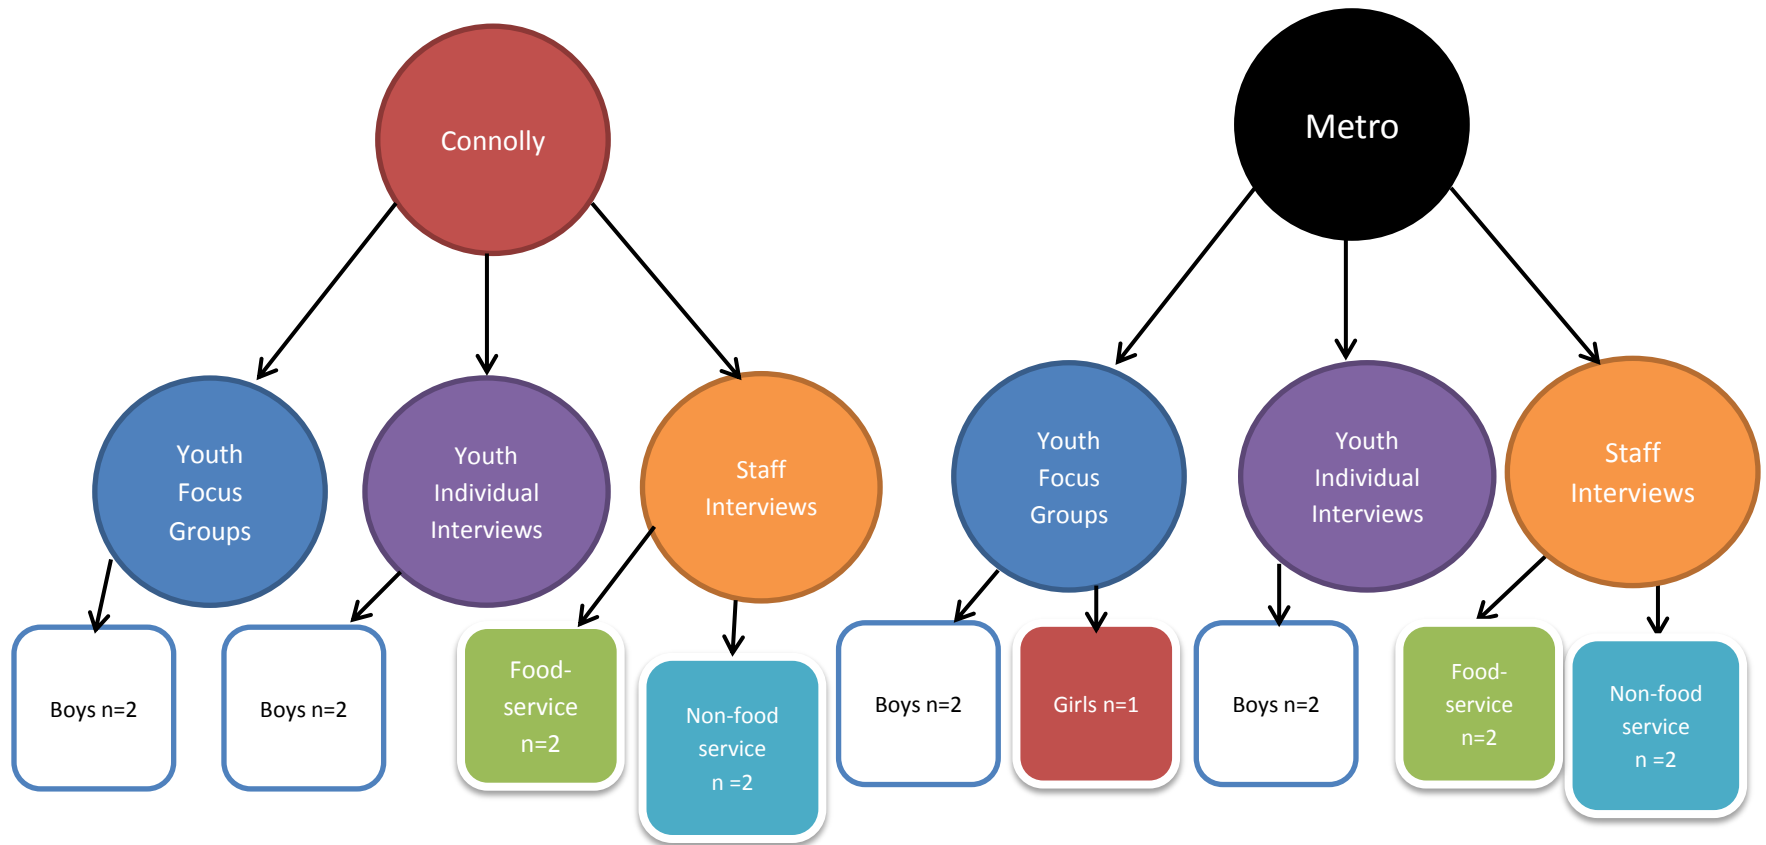 Connolly
Metro
Youth
Focus
Groups
Youth
Individual
Interviews
Staff
Interviews
Youth
Focus
Groups
Youth
Individual
Interviews
Staff
Interviews
Boys n=2
Boys n=2
Food-
service
n=2
Non-food
service
n =2
Boys n=2
Girls n=1
Boys n=2
Food-
service
n=2
Non-food
service
n =2